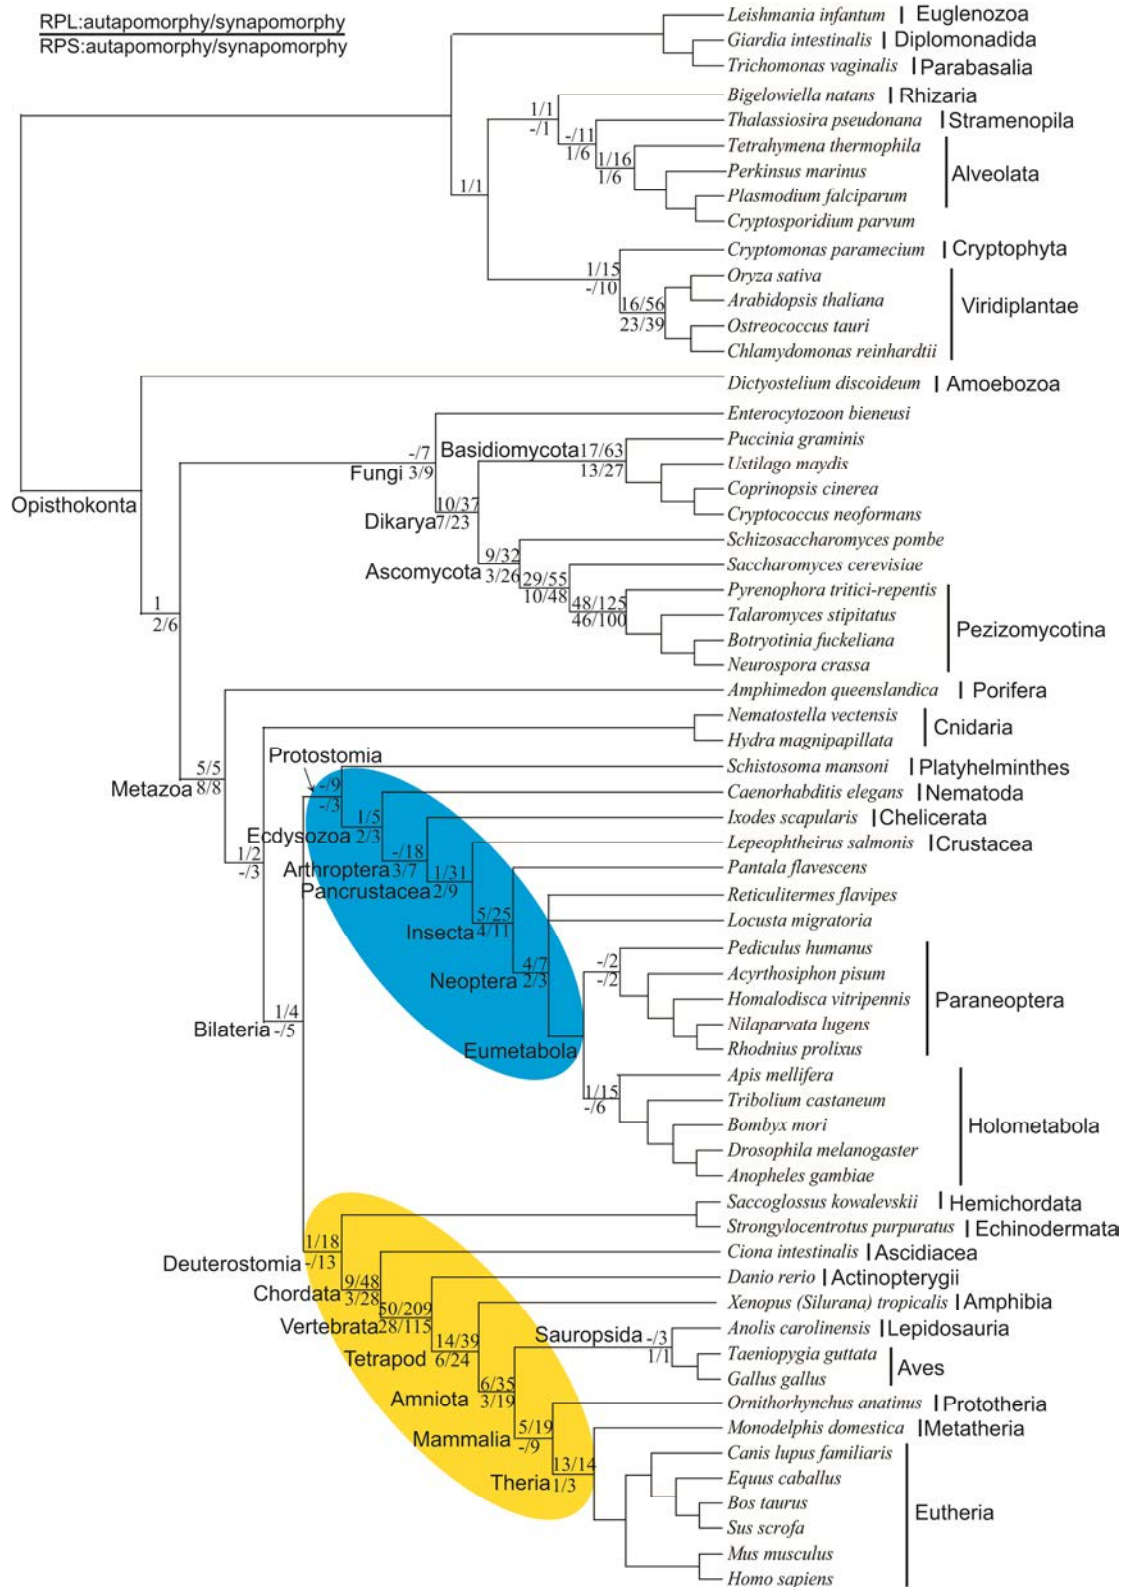 RPL:autapomorphy/synapomorphy
RPS:autapomorphy/synapomorphy
Leishmania infantum Euglenozoa
Giardia intestinalis Diplomonadida
Trichomonas vaginalis Parabasalia
Bigelowiella natans Rhizaria
1/1
-/1
Thalassiosira pseudonana Stramenopila
-/11
1/6
Tetrahymena thermophila
1/16
1/6
Perkinsus marinus
Alveolata
1/1
Plasmodium falciparum
Cryptosporidium parvum
Cryptomonas paramecium Cryptophyta
1/15
-/10
Oryza sativa
Arabidopsis thaliana
Viridiplantae
16/56
23/39
Ostreococcus tauri
Chlamydomonas reinhardtii
Dictyostelium discoideum Amoebozoa
Enterocytozoon bieneusi
Puccinia graminis
Basidiomycota 17/63
13/27
-/7
Fungi 3/9
Ustilago maydis
Coprinopsis cinerea
Opisthokonta
10/37
Dikarya 7/23
Cryptococcus neoformans
Schizosaccharomyces pombe
9/32
Ascomycota 3/26
Saccharomyces cerevisiae
29/55
10/48
Pyrenophora tritici-repentis
48/125
46/100
1
2/6
Talaromyces stipitatus
Pezizomycotina
Botryotinia fuckeliana
Neurospora crassa
Amphimedon queenslandica Porifera
Nematostella vectensis
Cnidaria
Hydra magnipapillata
Protostomia
5/5
Metazoa 8/8
Schistosoma mansoni Platyhelminthes
-/9
-/3
Caenorhabditis elegans Nematoda
1/5
Ecdysozoa 2/3
Ixodes scapularis Chelicerata
Lepeophtheirus salmonis Crustacea
1/2
-/3
-/18
Arthroptera 3/7
Pantala flavescens
1/31
Pancrustacea 2/9
Reticulitermes flavipes
5/25
Insecta 4/11
Locusta migratoria
Pediculus humanus
4/7
Neoptera 2/3
-/2
-/2
Acyrthosiphon pisum
Homalodisca vitripennis
Paraneoptera
1/4
Bilateria -/5
Nilaparvata lugens
Eumetabola
Rhodnius prolixus
Apis mellifera
1/15
-/6
Tribolium castaneum
Bombyx mori
Holometabola
Drosophila melanogaster
Anopheles gambiae
Saccoglossus kowalevskii Hemichordata
Strongylocentrotus purpuratus Echinodermata
1/18
Deuterostomia -/13
Ciona intestinalis Ascidiacea
9/48
Chordata 3/28
Danio rerio Actinopterygii
Xenopus (Silurana) tropicalis Amphibia
50/209
Vertebrata 28/115
Anolis carolinensis Lepidosauria
Sauropsida -/3
1/1
14/39
Tetrapod 6/24
Taeniopygia guttata
Aves
Gallus gallus
6/35
Amniota 3/19
Ornithorhynchus anatinus Prototheria
5/19
Mammalia -/9
Monodelphis domestica Metatheria
Canis lupus familiaris
13/14
Theria 1/3
Equus caballus
Bos taurus
Eutheria
Sus scrofa
Mus musculus
Homo sapiens